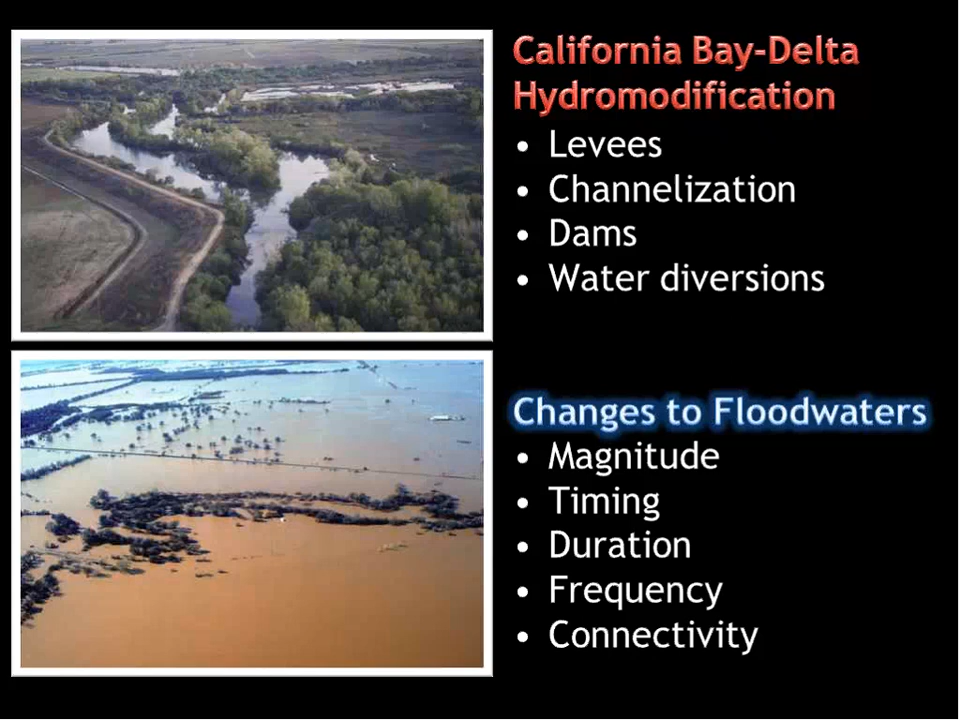 California Bay-Delta
Hydromodification
• Levees
• Channelization
• Dams
• Water diversions
Changes to Floodwaters
• Magnitude
• Timing
• Duration
• Frequency
• Connectivity